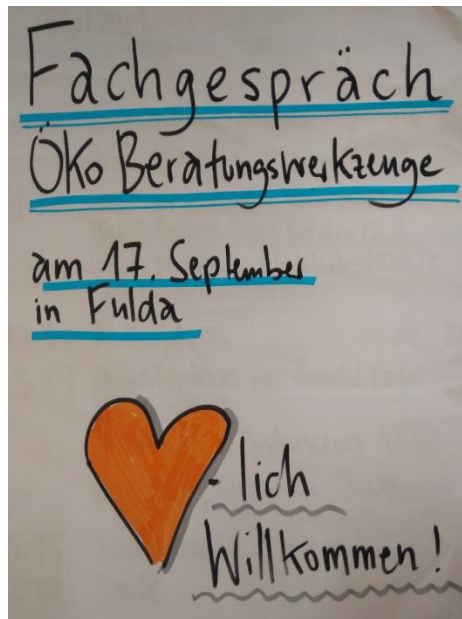 Fachgespräch
Öko Beratungswerkzeuge
am 17. September
in Fulda
-lich
Willkommen!